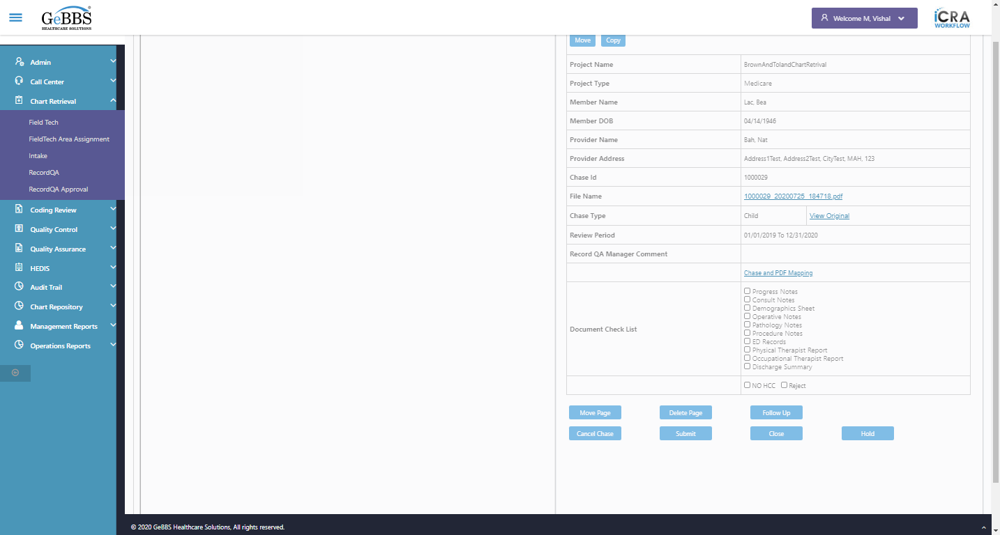 GeBBS
HEALTHCARE SOLUTIONS
Welcome M, Vishal
iCRA
WORKFLOW
Admin
Call Center
Chart Retrieval
Field Tech
FieldTech Area Assignment
Intake
RecordQA
RecordQA Approval
Coding Review
Quality Control
Quality Assurance
HEDIS
Audit Trail
Chart Repository
Management Reports
Operations Reports
Move Copy
Project Name BrownAndTolandChartRetrival
Project Type Medicare
Member Name Lac, Bea
Member DOB 04/14/1946
Provider Name Bah, Nat
Provider Address Address1Test, Address2Test, CityTest, MAH, 123
Chase Id 1000029
File Name 1000029_20200725_184718.pdf
Chase Type Child View Original
Review Period 01/01/2019 To 12/31/2020
Record QA Manager Comment
Chase and PDF Mapping
Document Check List
Progress Notes
Consult Notes
Demographics Sheet
Operative Notes
Pathology Notes
Procedure Notes
ED Records
Physical Therapist Report
Occupational Therapist Report
Discharge Summary
NO HCC Reject
Move Page Delete Page Follow Up
Cancel Chase Submit Close Hold
© 2020 GeBBS Healthcare Solutions, All rights reserved.